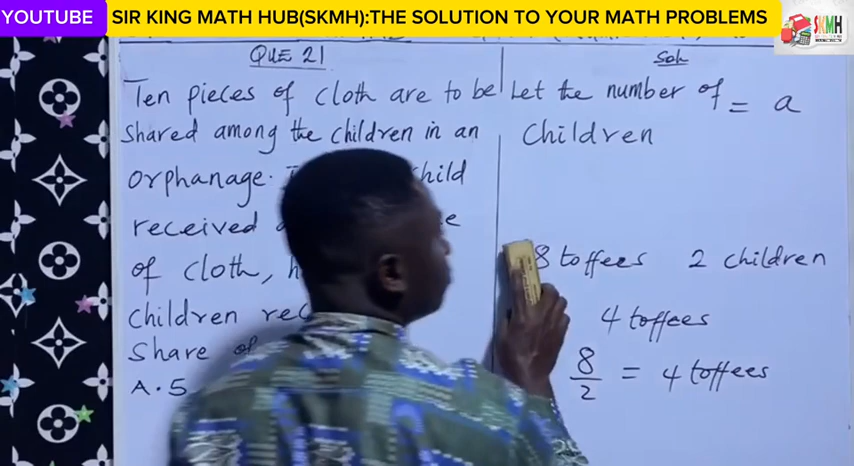 YOUTUBE
SIR KING MATH HUB(SKMH):THE SOLUTION TO YOUR MATH PROBLEMS
SKMH
QUE 21
Ten pieces of cloth are to be
shared among the children in an
orphanage.
received
of cloth,
children rec
Share of
A. 5
Soln
Let the number of = a
Children
8 toffees 2 children
4 toffees
8/2 = 4 toffees